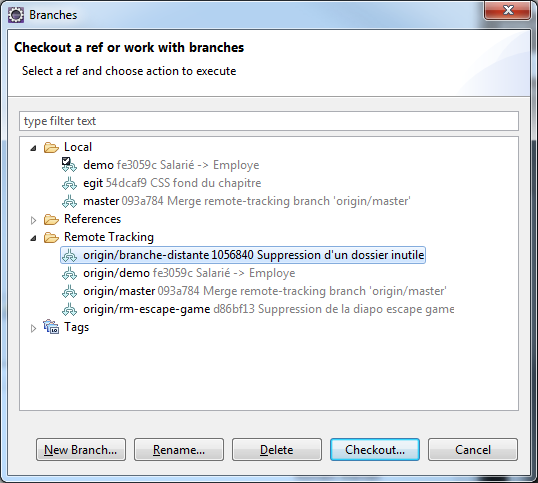 Branches
Checkout a ref or work with branches
Select a ref and choose action to execute
type filter text
Local
demo fe3059c Salarié -> Employe
egit 54dcaf9 CSS fond du chapitre
master 093a784 Merge remote-tracking branch 'origin/master'
References
Remote Tracking
origin/branche-distante 1056840 Suppression d'un dossier inutile
origin/demo fe3059c Salarié -> Employe
origin/master 093a784 Merge remote-tracking branch 'origin/master'
origin/rm-escape-game d86bf13 Suppression de la diapo escape game
Tags
New Branch... Rename... Delete Checkout... Cancel